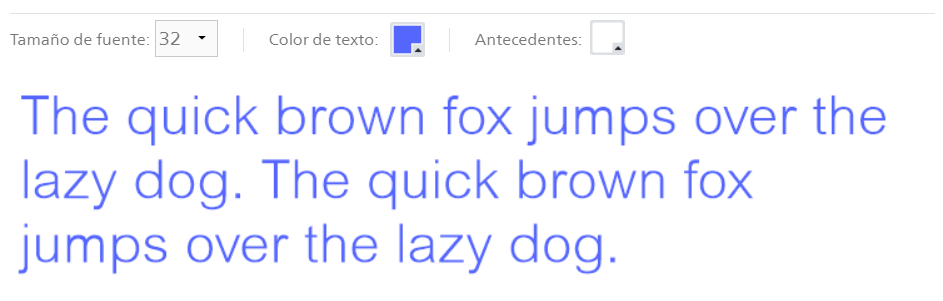 Tamaño de fuente: 32 Color de texto: Antecedentes:
The quick brown fox jumps over the
lazy dog. The quick brown fox
jumps over the lazy dog.